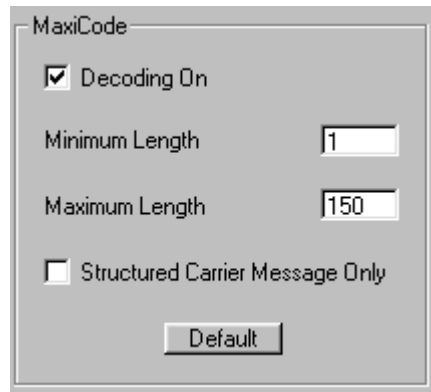 MaxiCode
Decoding On
Minimum Length 1
Maximum Length 150
Structured Carrier Message Only
Default